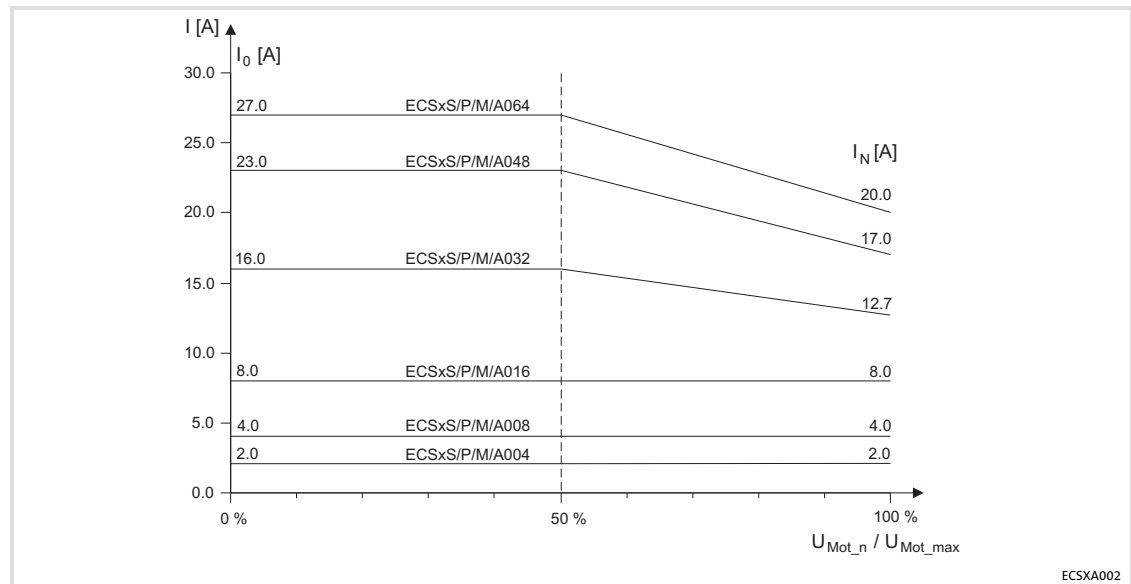 I [A]
I0 [A]
30.0
27.0 ECSxS/P/M/A064
25.0
IN [A]
23.0 ECSxS/P/M/A048
20.0
20.0
17.0
16.0 ECSxS/P/M/A032
15.0
12.7
10.0
8.0 ECSxS/P/M/A016 8.0
5.0
4.0 ECSxS/P/M/A008 4.0
2.0 ECSxS/P/M/A004 2.0
0.0
0 % 50 % 100 %
UMot_n / UMot_max
ECSXA002